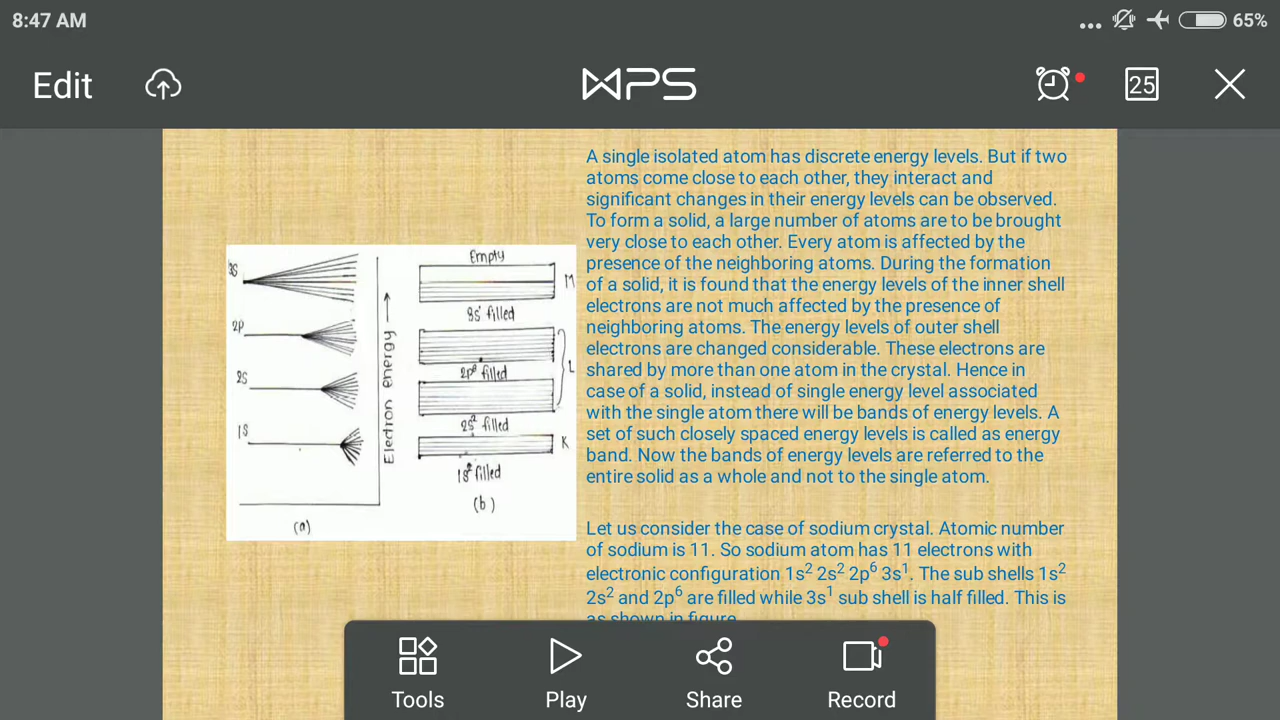 8:47 AM
65%
Edit
WPS
25
A single isolated atom has discrete energy levels. But if two
atoms come close to each other, they interact and
significant changes in their energy levels can be observed.
To form a solid, a large number of atoms are to be brought
very close to each other. Every atom is affected by the
presence of the neighboring atoms. During the formation
of a solid, it is found that the energy levels of the inner shell
electrons are not much affected by the presence of
neighboring atoms. The energy levels of outer shell
electrons are changed considerable. These electrons are
shared by more than one atom in the crystal. Hence in
case of a solid, instead of single energy level associated
with the single atom there will be bands of energy levels. A
set of such closely spaced energy levels is called as energy
band. Now the bands of energy levels are referred to the
entire solid as a whole and not to the single atom.
Let us consider the case of sodium crystal. Atomic number
of sodium is 11. So sodium atom has 11 electrons with
electronic configuration 1s² 2s² 2p⁶ 3s¹. The sub shells 1s²
2s² and 2p⁶ are filled while 3s¹ sub shell is half filled. This is
as shown in figure
3S
2P
2S
1S
(a)
Electron energy
Empty
M
3s¹ filled
2p⁶ filled
L
2s² filled
K
1s² filled
(b)
Tools
Play
Share
Record